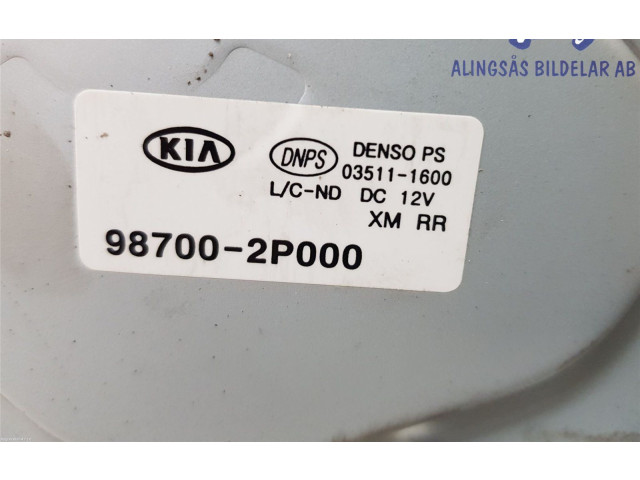 ALINGSÅS BILDELAR AB
KIA
DNPS
DENSO PS
03511-1600
L/C-ND DC 12V
XM RR
98700-2P000